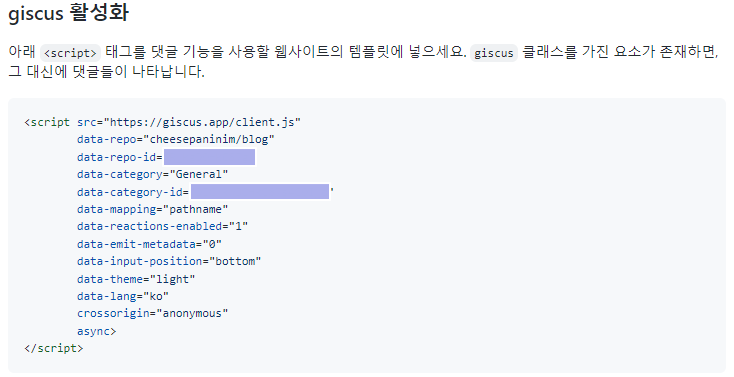 giscus 활성화
아래 <script> 태그를 댓글 기능을 사용할 웹사이트의 템플릿에 넣으세요. giscus 클래스를 가진 요소가 존재하면,
그 대신에 댓글들이 나타납니다.
<script src="https://giscus.app/client.js"
data-repo="cheesepaninim/blog"
data-repo-id=
data-category="General"
data-category-id="
data-mapping="pathname"
data-reactions-enabled="1"
data-emit-metadata="0"
data-input-position="bottom"
data-theme="light"
data-lang="ko"
crossorigin="anonymous"
async>
</script>